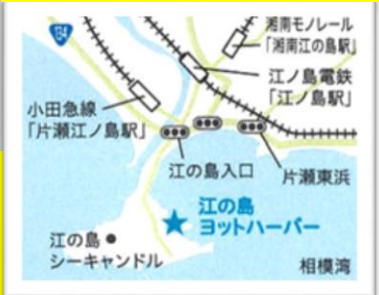 134
湘南モノレール
「湘南江の島駅」
江ノ島電鉄
「江ノ島駅」
小田急線
「片瀬江ノ島駅」
江の島入口
片瀬東浜
江の島
ヨットハーバー
江の島
シーキャンドル
相模湾